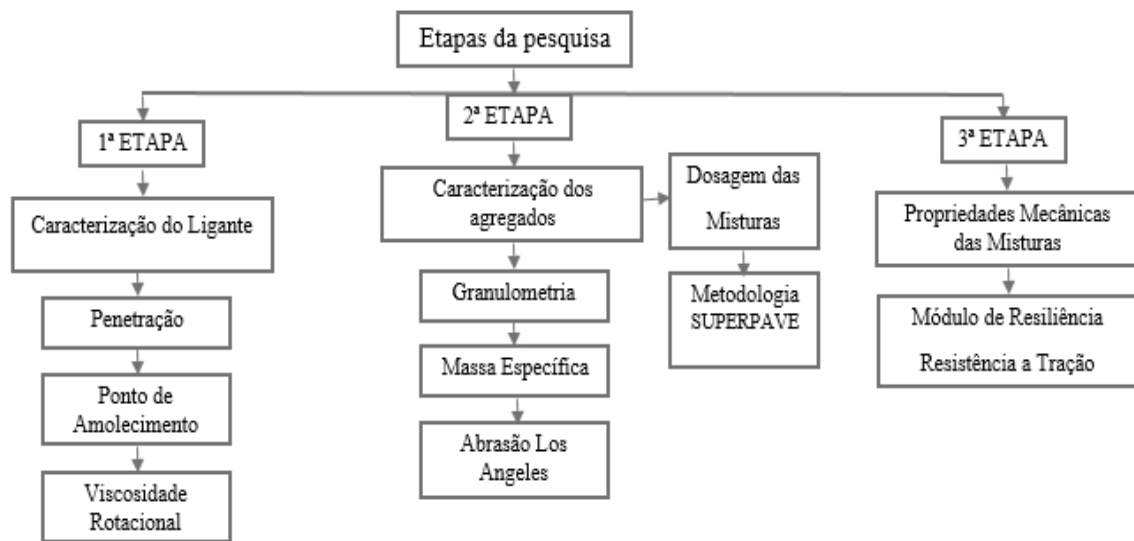 Etapas da pesquisa
1ª ETAPA
Caracterização do Ligante
Penetração
Ponto de
Amolecimento
Viscosidade
Rotacional
2ª ETAPA
Caracterização dos
agregados
Granulometria
Massa Específica
Abrasão Los
Angeles
Dosagem das
Misturas
Metodologia
SUPERPAVE
3ª ETAPA
Propriedades Mecânicas
das Misturas
Módulo de Resiliência
Resistência a Tração